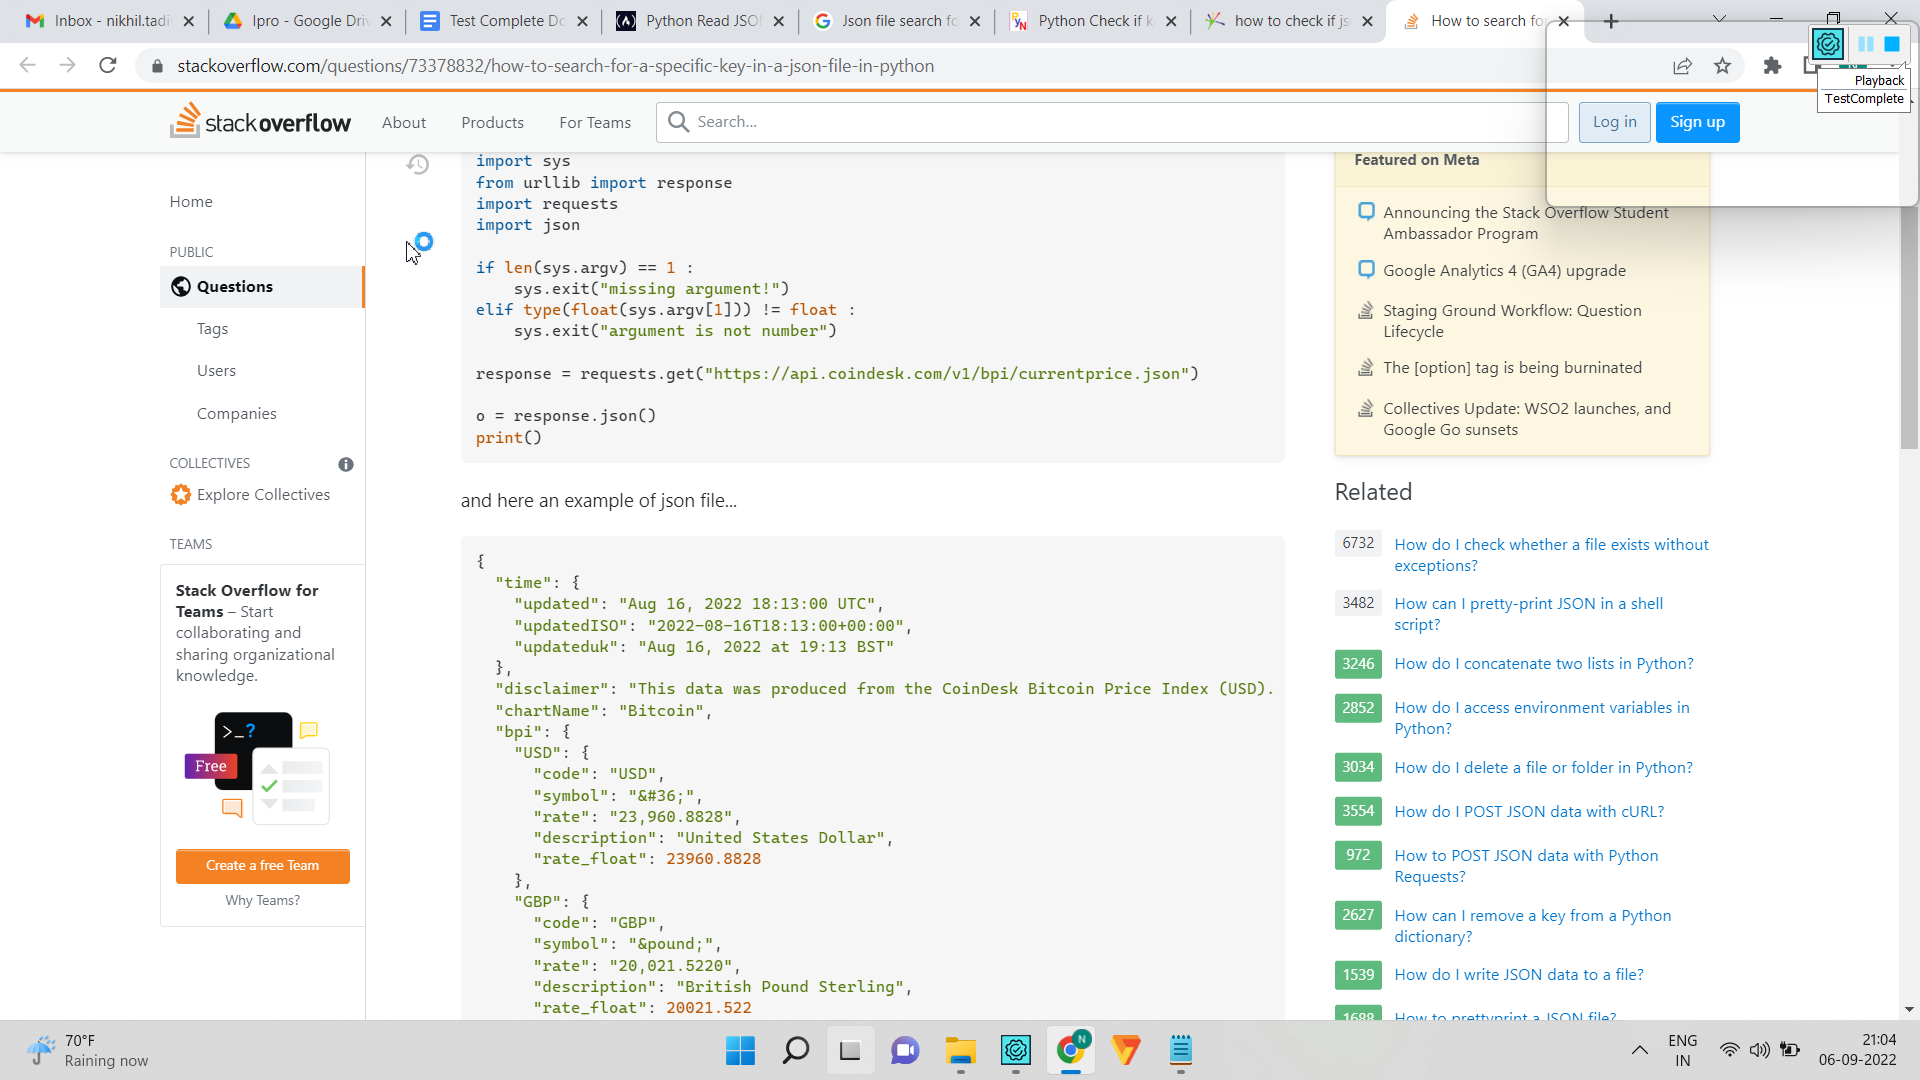 Inbox - nikhil.tadi
Ipro - Google Driv
Test Complete Do
Python Read JSO
Json file search fo
Python Check if k
how to check if js
How to search fo
stackoverflow.com/questions/73378832/how-to-search-for-a-specific-key-in-a-json-file-in-python
Playback
TestComplete
stack overflow
About
Products
For Teams
Search...
Log in
Sign up
Home
PUBLIC
Questions
Tags
Users
Companies
COLLECTIVES
Explore Collectives
TEAMS
Stack Overflow for
Teams – Start
collaborating and
sharing organizational
knowledge.
>_?
Free
Create a free Team
Why Teams?
import sys
from urllib import response
import requests
import json
if len(sys.argv) == 1 :
    sys.exit("missing argument!")
elif type(float(sys.argv[1])) != float :
    sys.exit("argument is not number")
response = requests.get("https://api.coindesk.com/v1/bpi/currentprice.json")
o = response.json()
print()
and here an example of json file...
{
  "time": {
    "updated": "Aug 16, 2022 18:13:00 UTC",
    "updatedISO": "2022-08-16T18:13:00+00:00",
    "updateduk": "Aug 16, 2022 at 19:13 BST"
  },
  "disclaimer": "This data was produced from the CoinDesk Bitcoin Price Index (USD).
  "chartName": "Bitcoin",
  "bpi": {
    "USD": {
      "code": "USD",
      "symbol": "&#36;",
      "rate": "23,960.8828",
      "description": "United States Dollar",
      "rate_float": 23960.8828
    },
    "GBP": {
      "code": "GBP",
      "symbol": "&pound;",
      "rate": "20,021.5220",
      "description": "British Pound Sterling",
      "rate_float": 20021.522
Featured on Meta
Announcing the Stack Overflow Student
Ambassador Program
Google Analytics 4 (GA4) upgrade
Staging Ground Workflow: Question
Lifecycle
The [option] tag is being burninated
Collectives Update: WSO2 launches, and
Google Go sunsets
Related
6732 How do I check whether a file exists without
exceptions?
3482 How can I pretty-print JSON in a shell
script?
3246 How do I concatenate two lists in Python?
2852 How do I access environment variables in
Python?
3034 How do I delete a file or folder in Python?
3554 How do I POST JSON data with cURL?
972 How to POST JSON data with Python
Requests?
2627 How can I remove a key from a Python
dictionary?
1539 How do I write JSON data to a file?
1688 How to prettyprint a JSON file?
70°F
Raining now
N
ENG
IN
21:04
06-09-2022